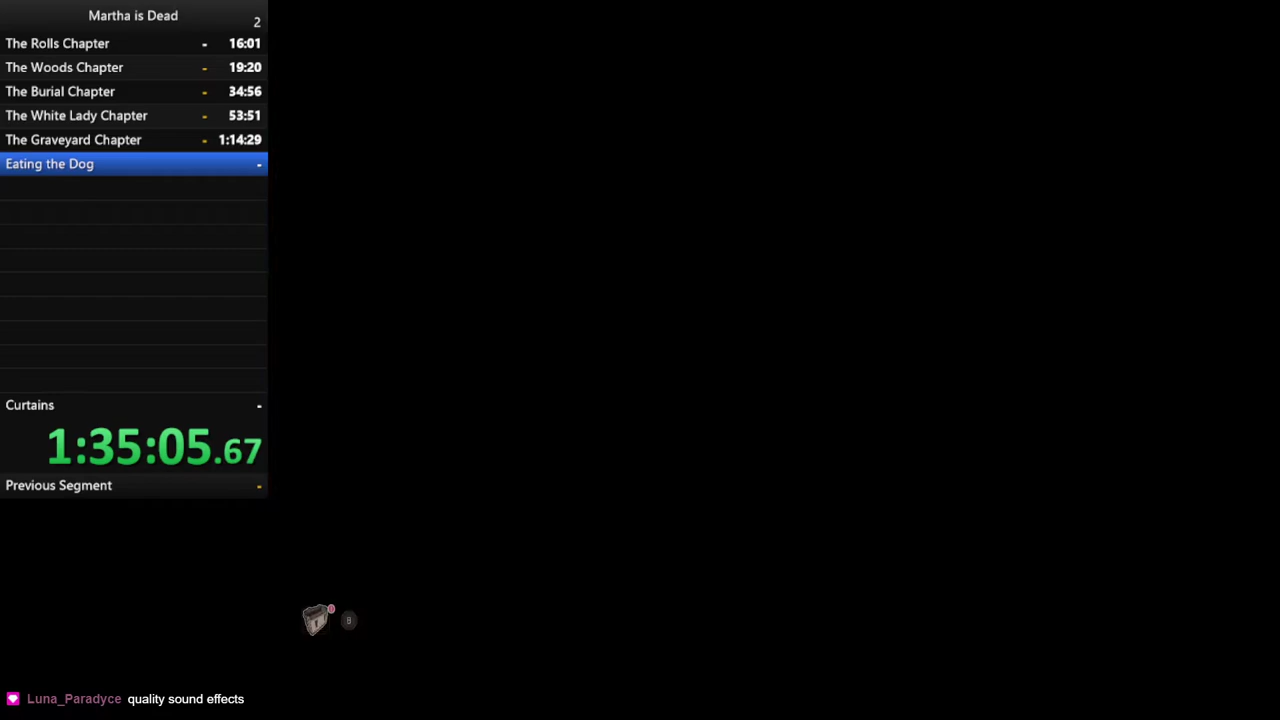 Martha is Dead
2
The Rolls Chapter - 16:01
The Woods Chapter - 19:20
The Burial Chapter - 34:56
The White Lady Chapter - 53:51
The Graveyard Chapter - 1:14:29
Eating the Dog -
Curtains -
1:35:05.67
Previous Segment -
8
Luna_Paradyce quality sound effects